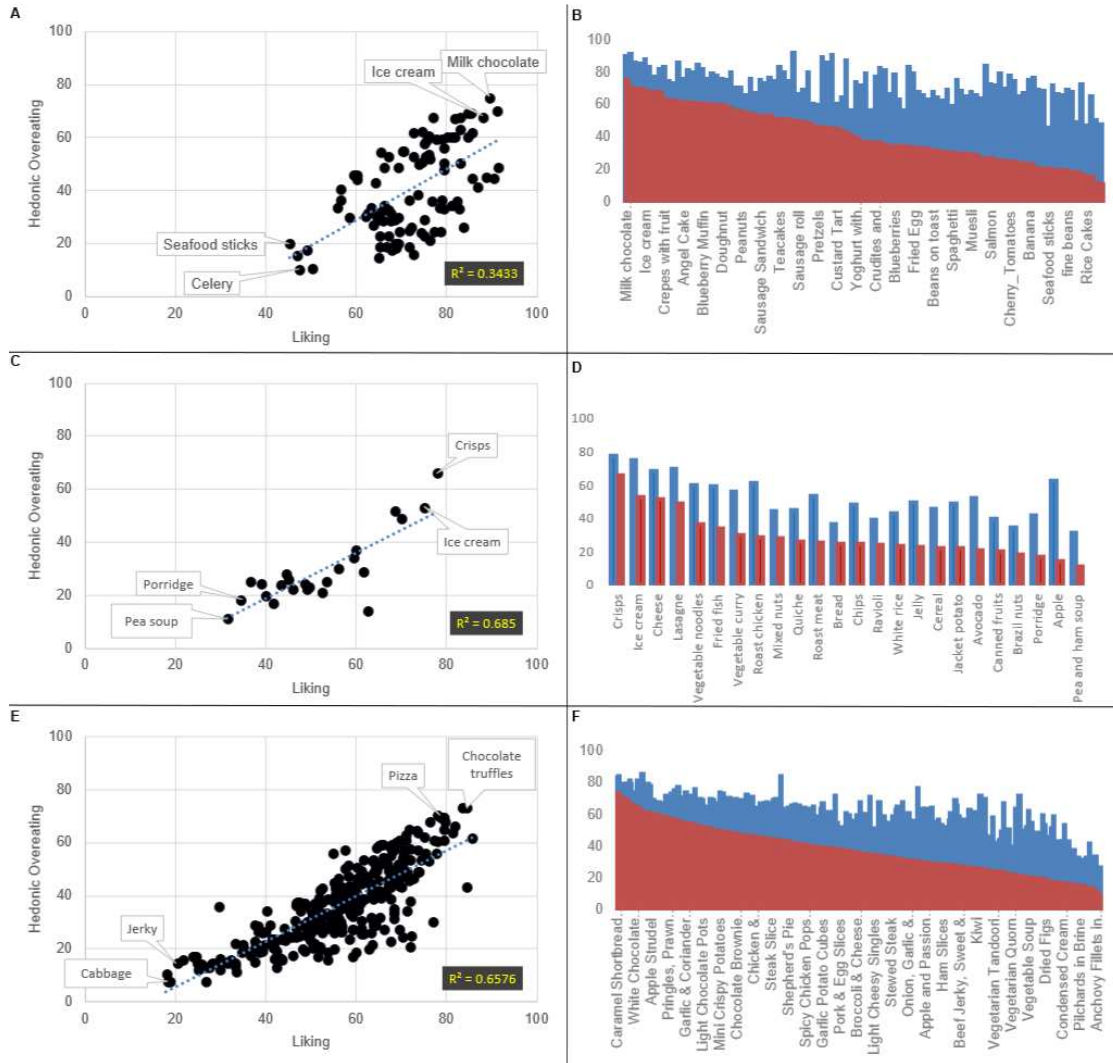 A
100
80
60
40
20
0
Hedonic Overeating
Milk chocolate
Ice cream
Seafood sticks
Celery
R² = 0.3433
0 20 40 60 80 100
Liking
B
100
80
60
40
20
0
Milk chocolate.
Ice cream
Crepes with fruit
Angel Cake
Blueberry Muffin
Doughnut
Peanuts
Sausage Sandwich
Teacakes
Sausage roll
Pretzels
Custard Tart
Yoghurt with.
Crudites and.
Blueberries
Fried Egg
Beans on toast
Spaghetti
Muesli
Salmon
Cherry_Tomatoes
Banana
Seafood sticks
fine beans
Rice Cakes
C
100
80
60
40
20
0
Hedonic Overeating
Crisps
Ice cream
Porridge
Pea soup
R² = 0.685
0 20 40 60 80 100
Liking
D
100
80
60
40
20
0
Crisps
Ice cream
Cheese
Lasagne
Vegetable noodles
Fried fish
Vegetable curry
Roast chicken
Mixed nuts
Quiche
Roast meat
Bread
Chips
Ravioli
White rice
Jelly
Cereal
Jacket potato
Avocado
Canned fruits
Brazil nuts
Porridge
Apple
Pea and ham soup
E
100
80
60
40
20
0
Hedonic Overeating
Chocolate
truffles
Pizza
Jerky
Cabbage
R² = 0.6576
0 20 40 60 80 100
Liking
F
100
80
60
40
20
0
Caramel Shortbread.
White Chocolate.
Apple Strudel
Pringles, Prawn.
Garlic & Coriander.
Light Chocolate Pots
Mini Crispy Potatoes
Chocolate Brownie.
Chicken &.
Steak Slice
Shepherd's Pie
Spicy Chicken Pops.
Garlic Potato Cubes
Pork & Egg Slices
Broccoli & Cheese.
Light Cheesy Singles
Stewed Steak
Onion, Garlic &.
Apple and Passion.
Ham Slices
Beef Jerky, Sweet &.
Kiwi
Vegetarian Tandoori.
Vegetarian Quorn.
Vegetable Soup
Dried Figs
Condensed Cream.
Pilchards in Brine
Anchovy Fillets in.